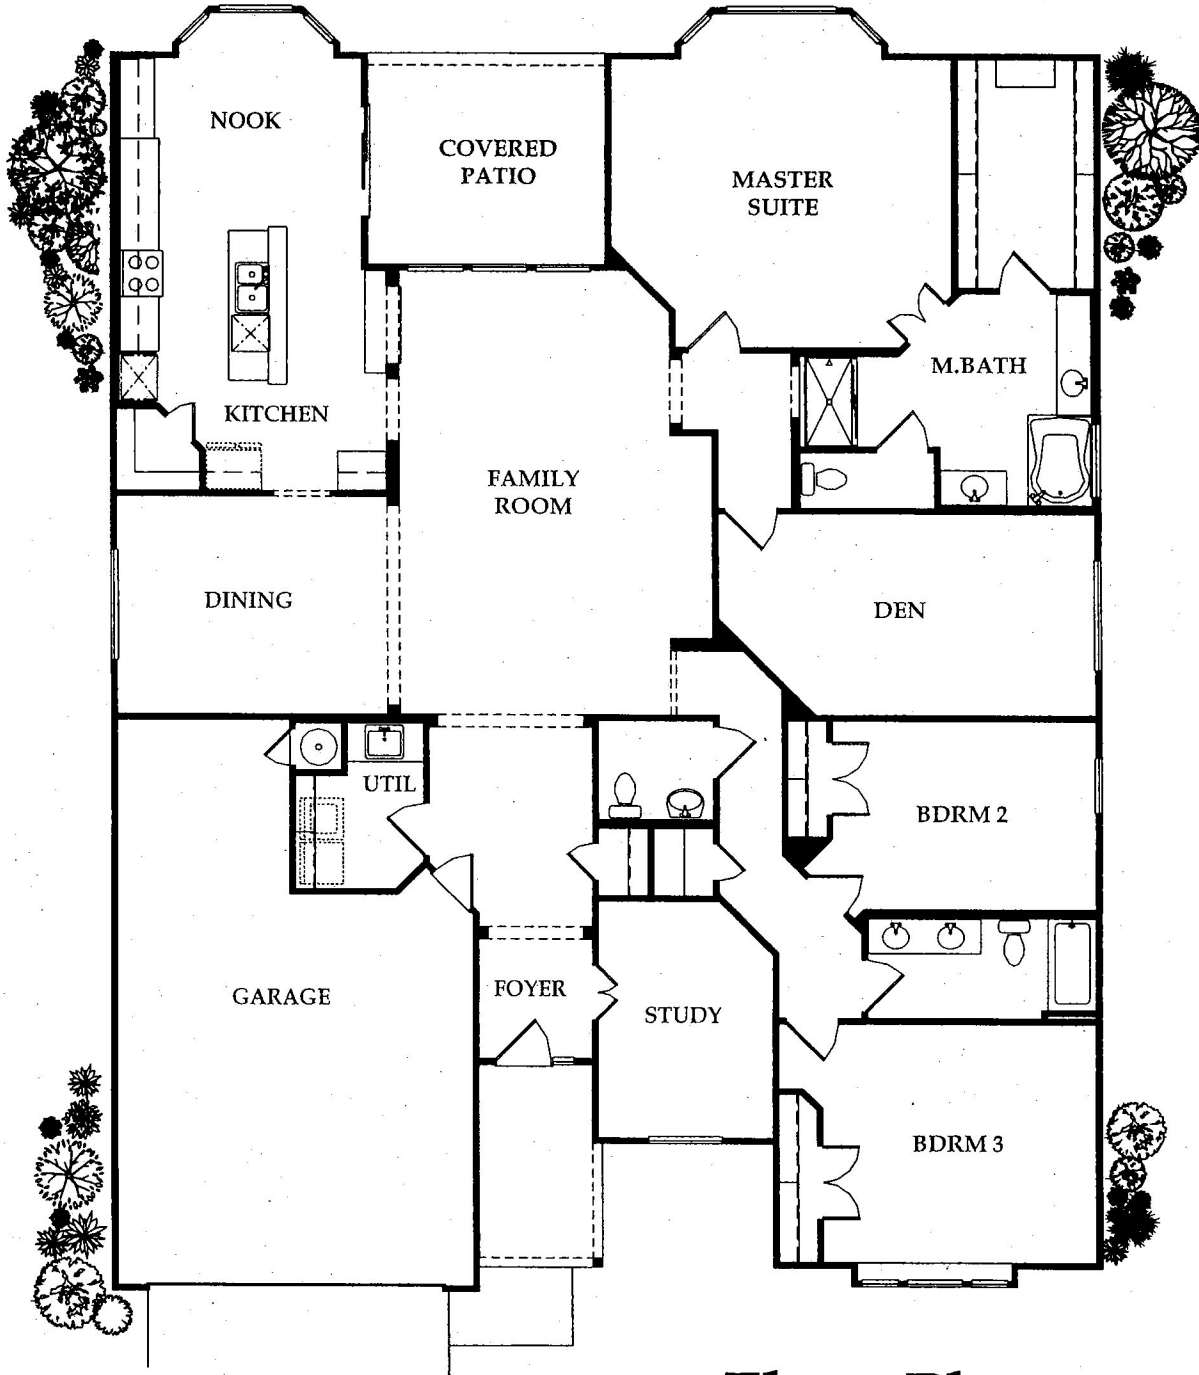 NOOK
COVERED
PATIO
MASTER
SUITE
M.BATH
KITCHEN
FAMILY
ROOM
DINING
DEN
UTIL
BDRM 2
GARAGE
FOYER
STUDY
BDRM 3